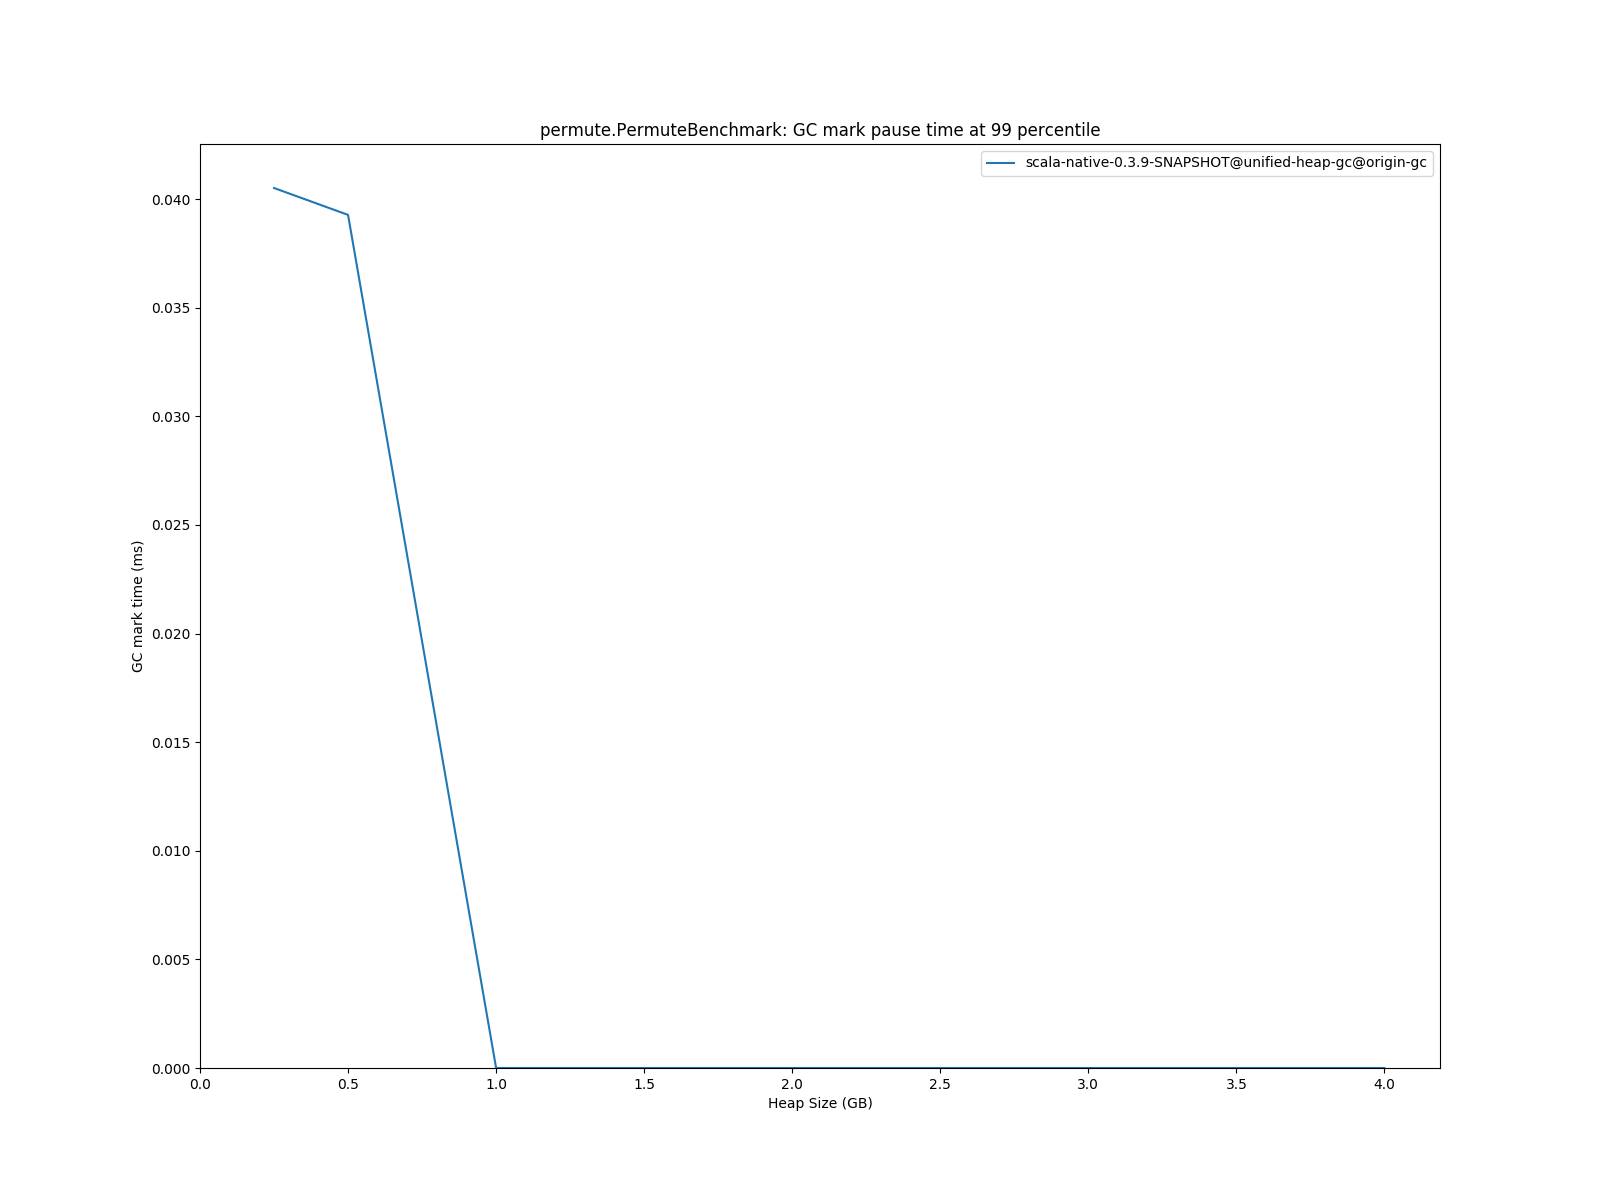 permute.PermuteBenchmark: GC mark pause time at 99 percentile
scala-native-0.3.9-SNAPSHOT@unified-heap-gc@origin-gc
0.040
0.035
0.030
0.025
0.020
0.015
0.010
0.005
0.000
GC mark time (ms)
0.0 0.5 1.0 1.5 2.0 2.5 3.0 3.5 4.0
Heap Size (GB)